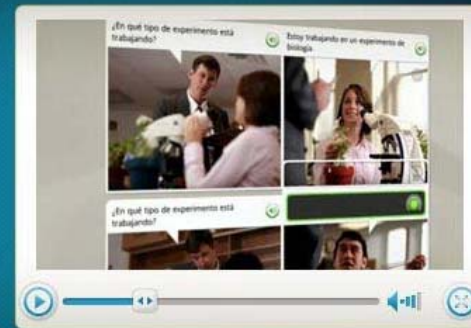 ¿En qué tipo de experimento está
trabajando?
Estoy trabajando en un experimento de
biología.
¿En qué tipo de experimento está
trabajando?